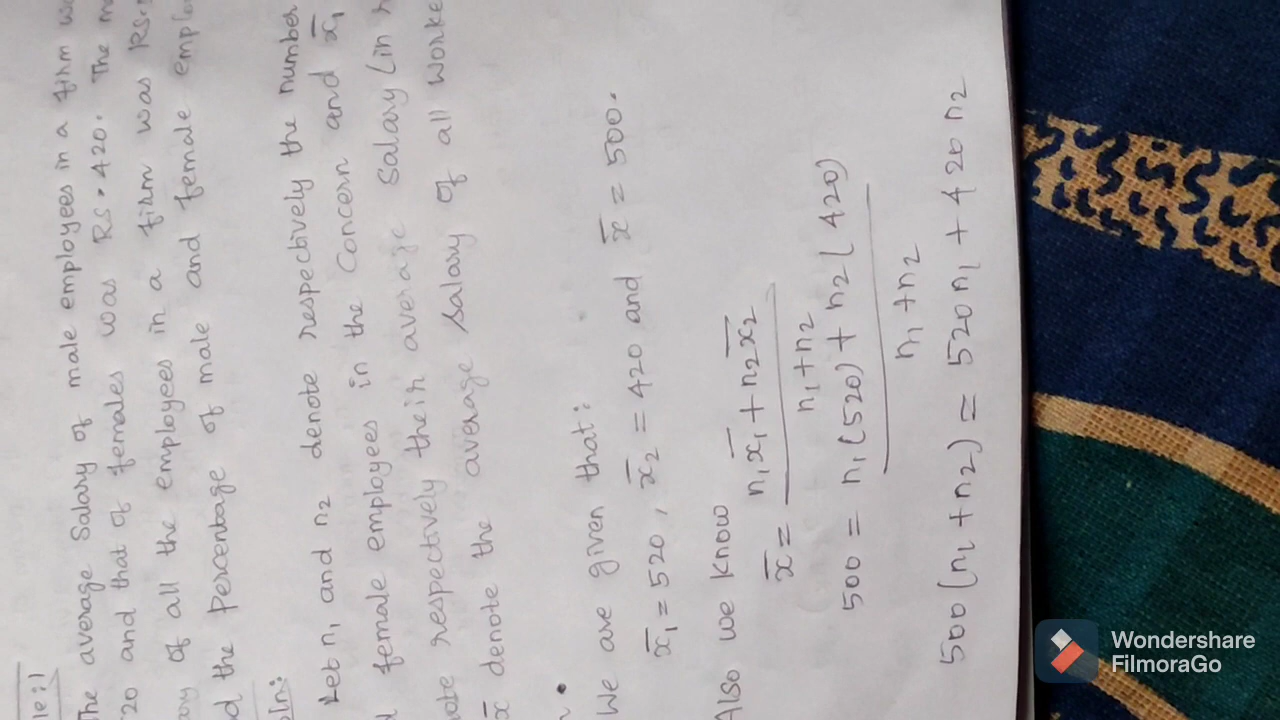 le:1
The average Salary of male employees in a firm
20 and that of females was RS. 420. The
of all the employees in a firm was RS.
the Percentage of male and female
oln:
Let n₁ and n₂ denote respectively the number
female employees in the Concern and x̄₁
respectively their average Salary (in
x̄ denote the average Salary of all
We are given that:
x̄₁ = 520, x̄₂ = 420 and x̄ = 500.
Also we know
x̄ = (n₁x̄₁ + n₂x̄₂) / (n₁ + n₂)
500 = (n₁(520) + n₂(420)) / (n₁ + n₂)
500(n₁ + n₂) = 520n₁ + 420n₂
Wondershare
FilmoraGo